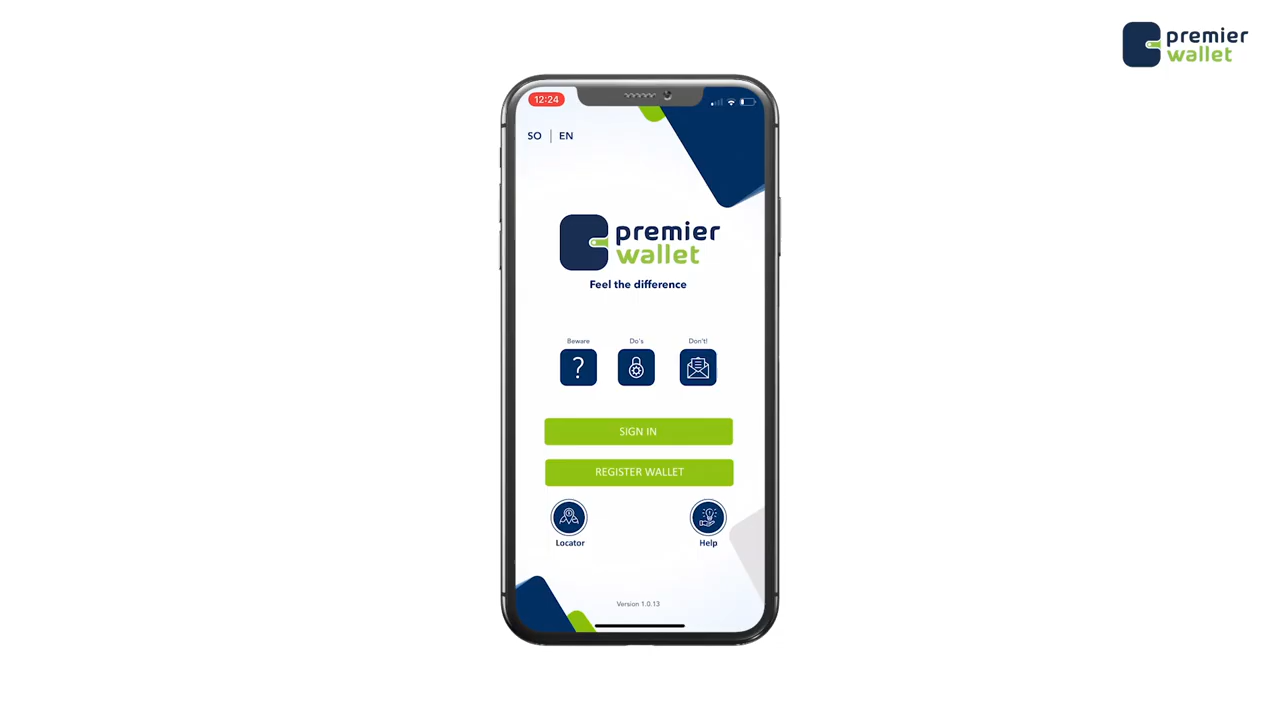 premier
wallet
12:24
SO | EN
premier
wallet
Feel the difference
Beware
Do's
Don't!
SIGN IN
REGISTER WALLET
Locator
Help
Version 1.0.13